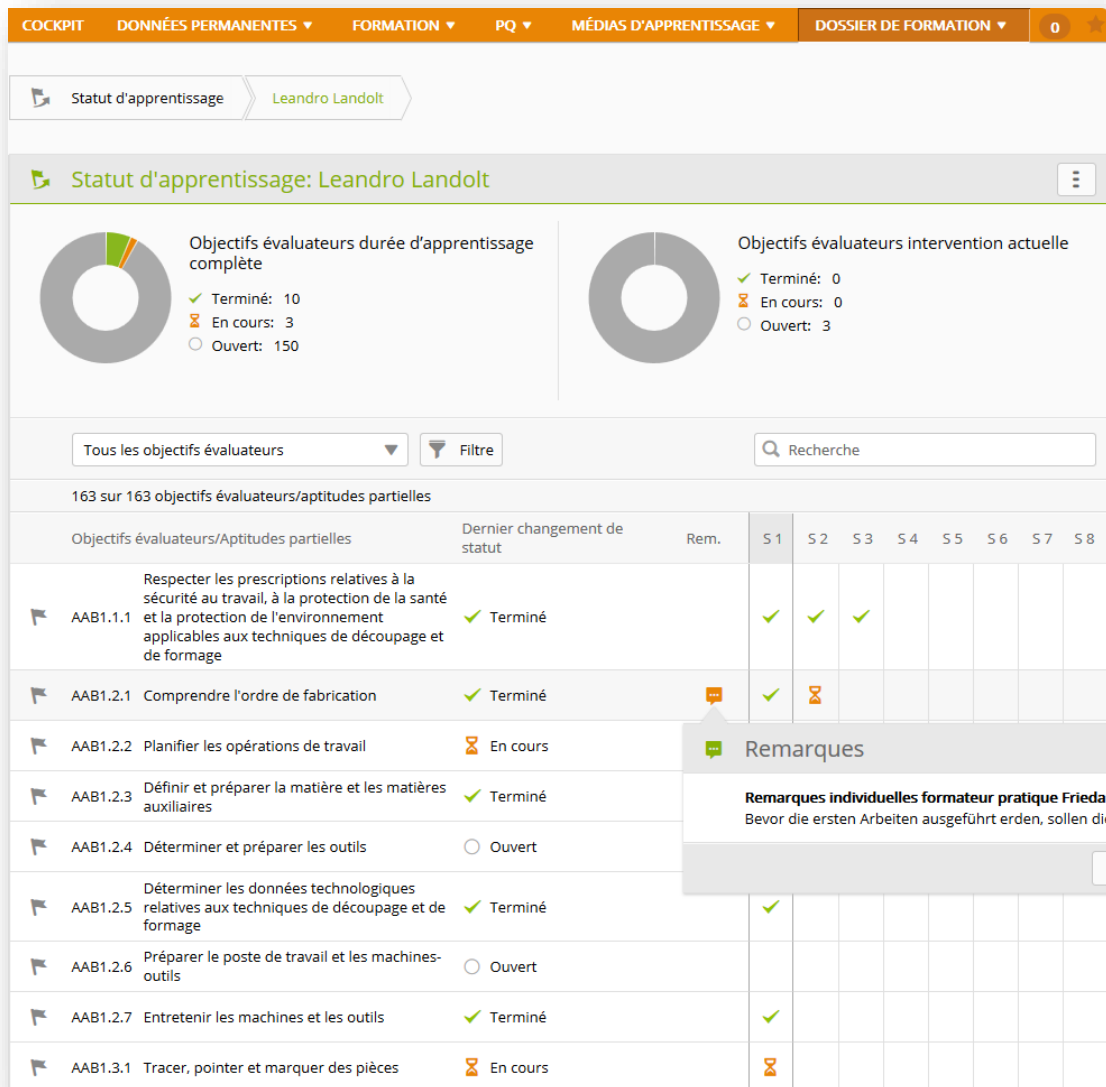 COCKPIT DONNÉES PERMANENTES FORMATION PQ MÉDIAS D'APPRENTISSAGE DOSSIER DE FORMATION 0
Statut d'apprentissage Leandro Landolt
Statut d'apprentissage: Leandro Landolt
Objectifs évaluateurs durée d'apprentissage
complète
Terminé: 10
En cours: 3
Ouvert: 150
Objectifs évaluateurs intervention actuelle
Terminé: 0
En cours: 0
Ouvert: 3
Tous les objectifs évaluateurs Filtre Recherche
163 sur 163 objectifs évaluateurs/aptitudes partielles
Objectifs évaluateurs/Aptitudes partielles Dernier changement de statut Rem. S 1 S 2 S 3 S 4 S 5 S 6 S 7 S 8
Respecter les prescriptions relatives à la
sécurité au travail, à la protection de la santé
AAB1.1.1 et la protection de l'environnement Terminé
applicables aux techniques de découpage et
de formage
AAB1.2.1 Comprendre l'ordre de fabrication Terminé
AAB1.2.2 Planifier les opérations de travail En cours
Remarques
AAB1.2.3 Définir et préparer la matière et les matières
auxiliaires Terminé
Remarques individuelles formateur pratique Frieda
Bevor die ersten Arbeiten ausgeführt erden, sollen die
AAB1.2.4 Déterminer et préparer les outils Ouvert
Déterminer les données technologiques
AAB1.2.5 relatives aux techniques de découpage et de Terminé
formage
AAB1.2.6 Préparer le poste de travail et les machines-
outils Ouvert
AAB1.2.7 Entretenir les machines et les outils Terminé
AAB1.3.1 Tracer, pointer et marquer des pièces En cours